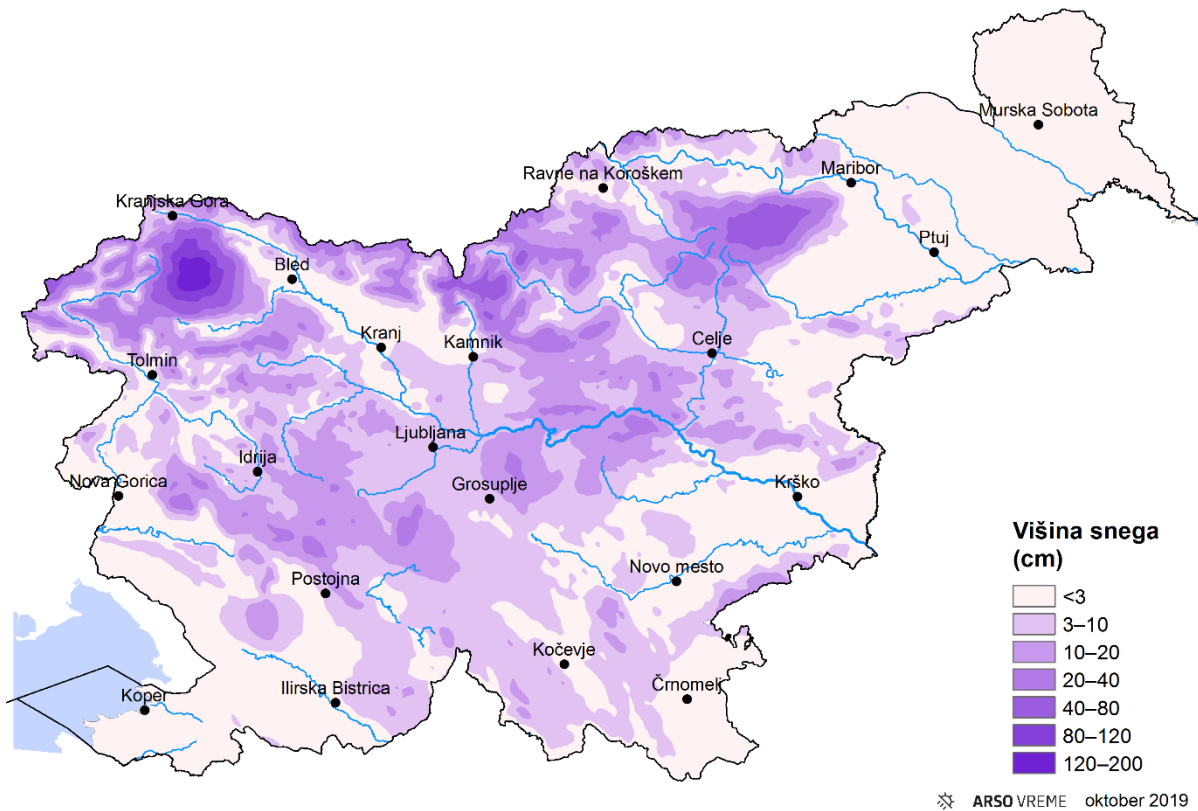 Murska Sobota
Maribor
Ravne na Koroškem
Kranjska Gora
Ptuj
Bled
Kranj
Kamnik
Celje
Tolmin
Ljubljana
Idrija
Nova Gorica
Grosuplje
Krško
Postojna
Novo mesto
Kočevje
Črnomelj
Ilirska Bistrica
Koper
Višina snega
(cm)
<3
3–10
10–20
20–40
40–80
80–120
120–200
ARSO VREME oktober 2019